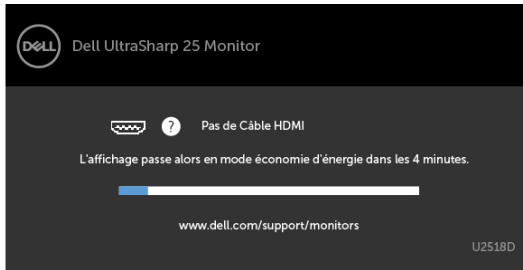 DELL
Dell UltraSharp 25 Monitor
? Pas de Câble HDMI
L'affichage passe alors en mode économie d'énergie dans les 4 minutes.
www.dell.com/support/monitors
U2518D